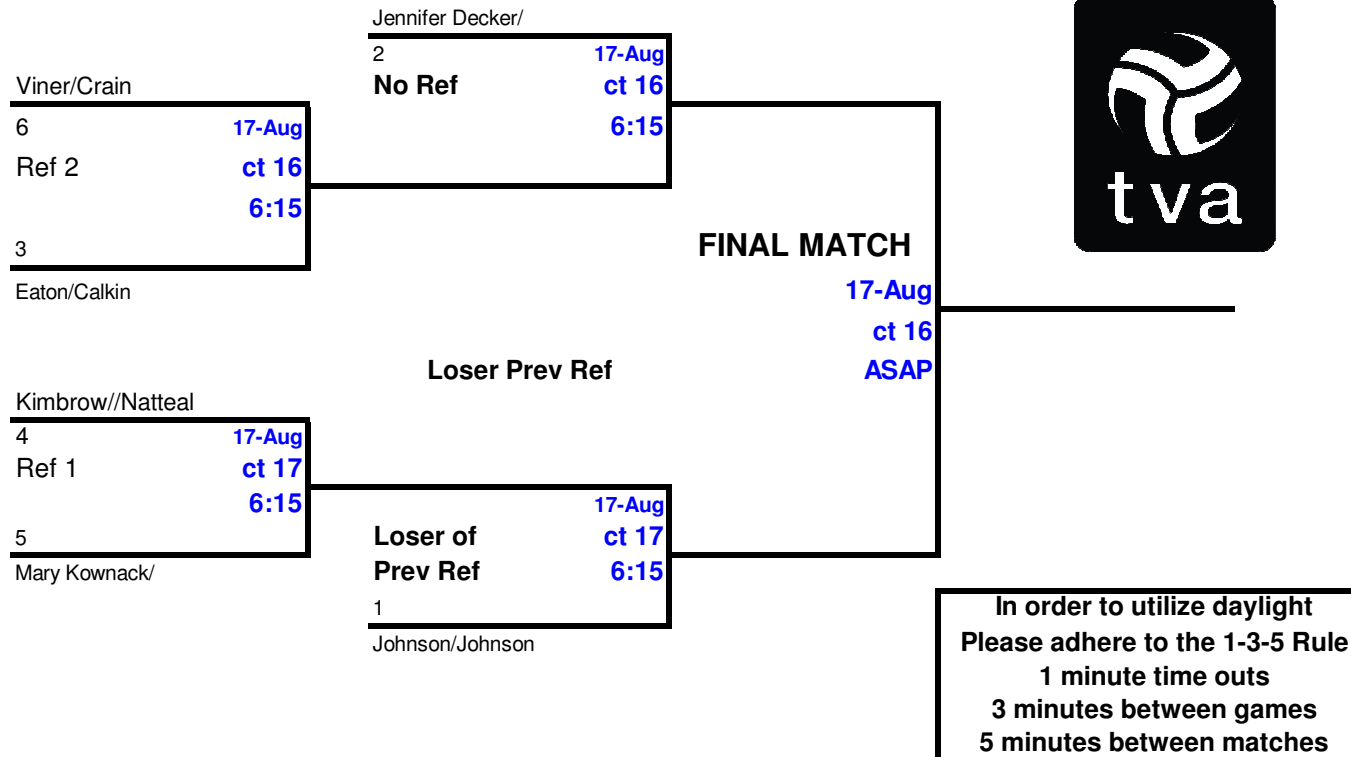 Jennifer Decker/
2 17-Aug
No Ref ct 16
6:15
Viner/Crain
6 17-Aug
Ref 2 ct 16
6:15
3
Eaton/Calkin
tva
FINAL MATCH
17-Aug
ct 16
Loser Prev Ref ASAP
Kimbrow//Natteal
4 17-Aug
Ref 1 ct 17
6:15
5
Mary Kownack/
17-Aug
Loser of ct 17
Prev Ref 6:15
1
Johnson/Johnson
In order to utilize daylight
Please adhere to the 1-3-5 Rule
1 minute time outs
3 minutes between games
5 minutes between matches